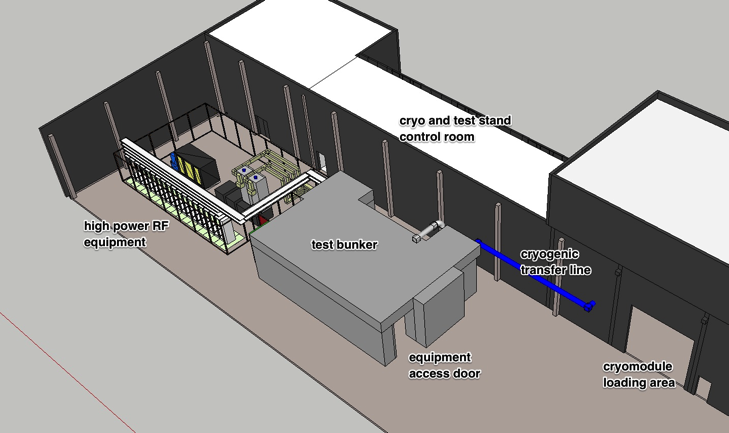 cryo and test stand
control room
high power RF
equipment
test bunker
cryogenic
transfer line
equipment
access door
cryomodule
loading area